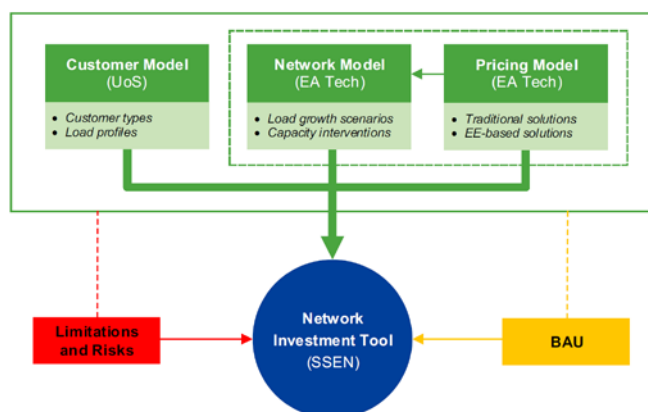 Customer Model
(UoS)
• Customer types
• Load profiles
Network Model
(EA Tech)
• Load growth scenarios
• Capacity interventions
Pricing Model
(EA Tech)
• Traditional solutions
• EE-based solutions
Limitations
and Risks
Network
Investment Tool
(SSEN)
BAU